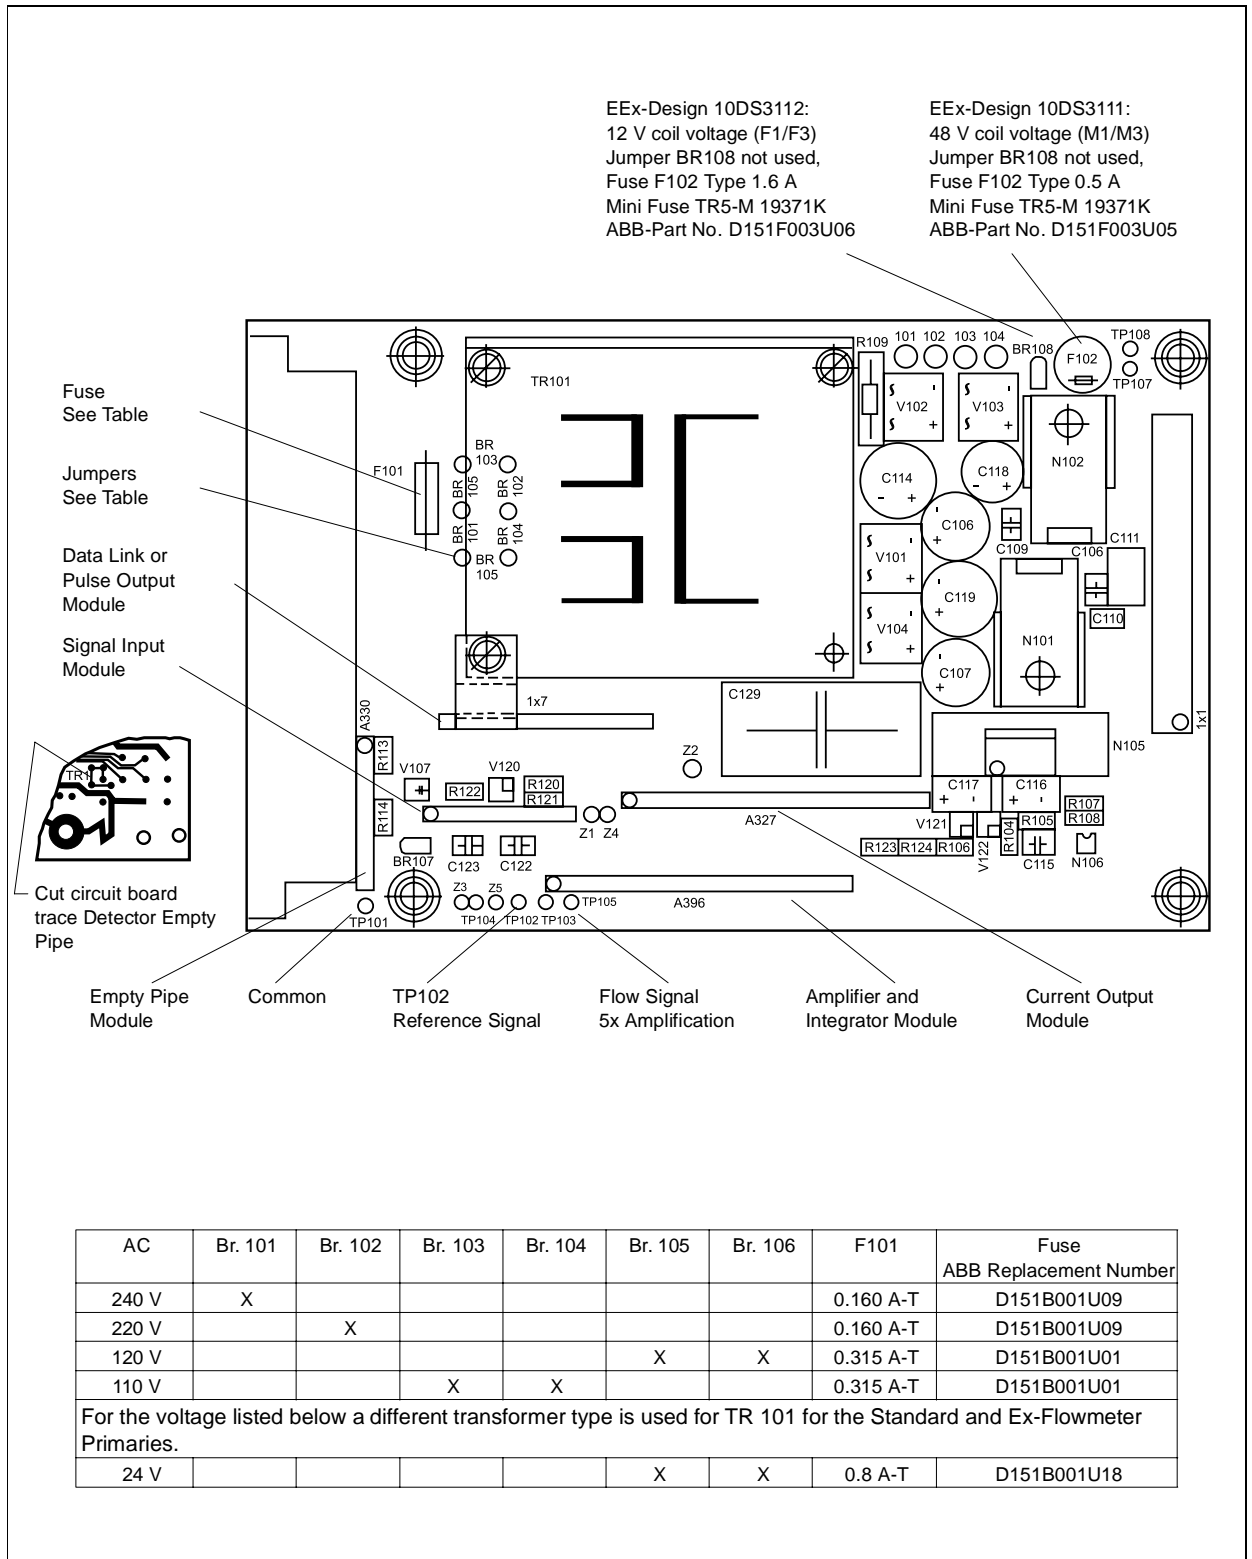 EEx-Design 10DS3112:
12 V coil voltage (F1/F3)
Jumper BR108 not used,
Fuse F102 Type 1.6 A
Mini Fuse TR5-M 19371K
ABB-Part No. D151F003U06
EEx-Design 10DS3111:
48 V coil voltage (M1/M3)
Jumper BR108 not used,
Fuse F102 Type 0.5 A
Mini Fuse TR5-M 19371K
ABB-Part No. D151F003U05
Fuse
See Table
Jumpers
See Table
Data Link or
Pulse Output
Module
Signal Input
Module
TR1
Cut circuit board
trace Detector Empty
Pipe
R109
101 102 103 104
BR108
F102
TP108
TP107
TR101
V102
V103
N102
F101
BR
103
BR
105
BR
102
BR
101
BR
104
BR
105
C114
- +
C118
- +
C106
- +
C109
C106
C111
V101
C119
C110
V104
N101
C107
1x7
C129
1x1
A330
R113
Z2
N105
V107
V120
R122
R120
R121
C117
C116
R107
R108
R114
Z1 Z4
A327
V121
V122
R104
R105
R123 R124 R106
C115
N106
BR107
C123
C122
Z3 Z5
TP101
TP104 TP102 TP103
TP105
A396
Empty Pipe
Module
Common
TP102
Reference Signal
Flow Signal
5x Amplification
Amplifier and
Integrator Module
Current Output
Module
AC Br. 101 Br. 102 Br. 103 Br. 104 Br. 105 Br. 106 F101 Fuse
ABB Replacement Number
240 V X 0.160 A-T D151B001U09
220 V X 0.160 A-T D151B001U09
120 V X X 0.315 A-T D151B001U01
110 V X X 0.315 A-T D151B001U01
For the voltage listed below a different transformer type is used for TR 101 for the Standard and Ex-Flowmeter
Primaries.
24 V X X 0.8 A-T D151B001U18